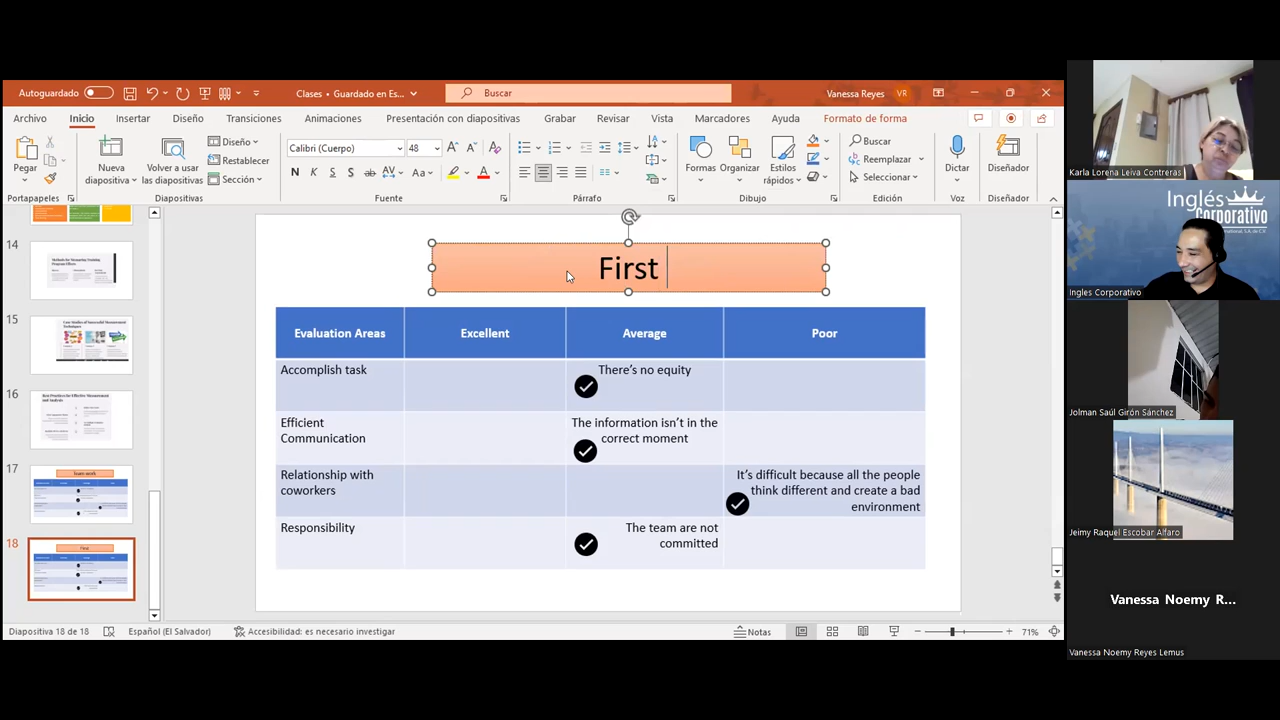 Autoguardado
Clases • Guardado en Es...
Buscar
Vanessa Reyes
VR
Archivo
Inicio
Insertar
Diseño
Transiciones
Animaciones
Presentación con diapositivas
Grabar
Revisar
Vista
Marcadores
Ayuda
Formato de forma
Pegar
Nueva diapositiva
Volver a usar las diapositivas
Diseño
Restablecer
Sección
Calibri (Cuerpo)
48
Formas
Organizar
Estilos rápidos
Buscar
Reemplazar
Seleccionar
Dictar
Diseñador
Portapapeles
Diapositivas
Fuente
Párrafo
Dibujo
Edición
Voz
Diseñador
14
15
16
17
18
First
Evaluation Areas
Excellent
Average
Poor
Accomplish task
There's no equity
Efficient
Communication
The information isn't in the
correct moment
Relationship with
coworkers
It's difficult because all the people
think different and create a bad
environment
Responsibility
The team are not
committed
Diapositiva 18 de 18
Español (El Salvador)
Accesibilidad: es necesario investigar
Notas
71%
Karla Lorena Leiva Contreras
Inglés
Corporativo
Ingles Corporativo
Jolman Saúl Girón Sánchez
Jeimy Raquel Escobar Alfaro
Vanessa Noemy R...
Vanessa Noemy Reyes Lemus